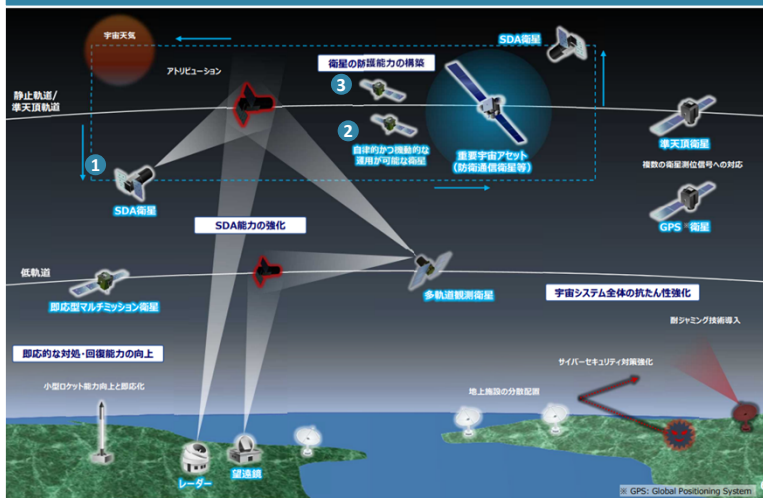 宇宙天気
アトリビューション
衛星の防護能力の構築
SDA衛星
静止軌道/
準天頂軌道
3
2
自律的かつ機動的な
運用が可能な衛星
重要宇宙アセット
(防衛通信衛星等)
準天頂衛星
複数の衛星測位信号への対応
1
SDA衛星
GPS※衛星
SDA能力の強化
低軌道
即応型マルチミッション衛星
多軌道観測衛星
宇宙システム全体の抗たん性強化
耐ジャミング技術導入
即応的な対処・回復能力の向上
サイバーセキュリティ対策強化
小型ロケット能力向上と即応化
地上施設の分散配置
レーダー
望遠鏡
※ GPS: Global Positioning System